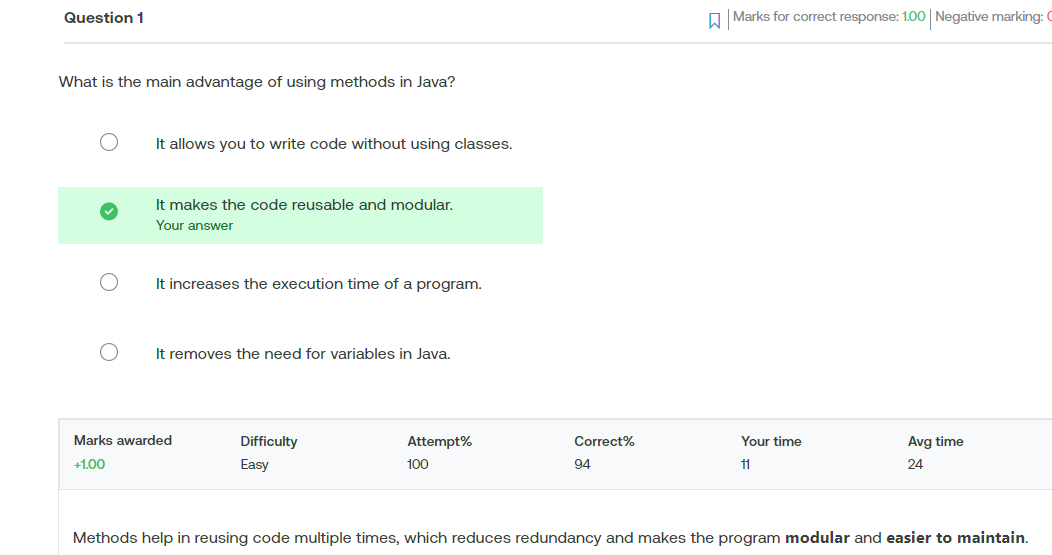 Question 1
Marks for correct response: 1.00 Negative marking:
What is the main advantage of using methods in Java?
It allows you to write code without using classes.
It makes the code reusable and modular.
Your answer
It increases the execution time of a program.
It removes the need for variables in Java.
Marks awarded Difficulty Attempt% Correct% Your time Avg time
+1.00 Easy 100 94 11 24
Methods help in reusing code multiple times, which reduces redundancy and makes the program modular and easier to maintain.